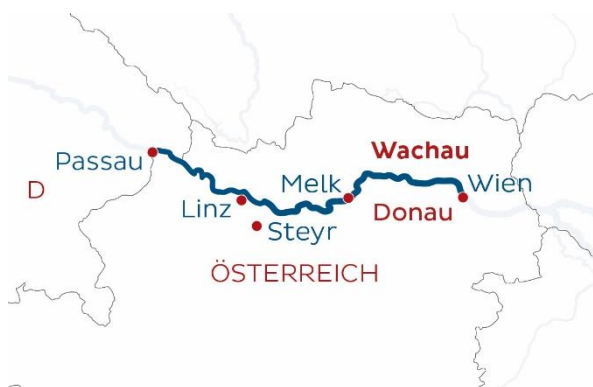 Passau
D
Wachau
Melk
Wien
Linz
Donau
Steyr
ÖSTERREICH